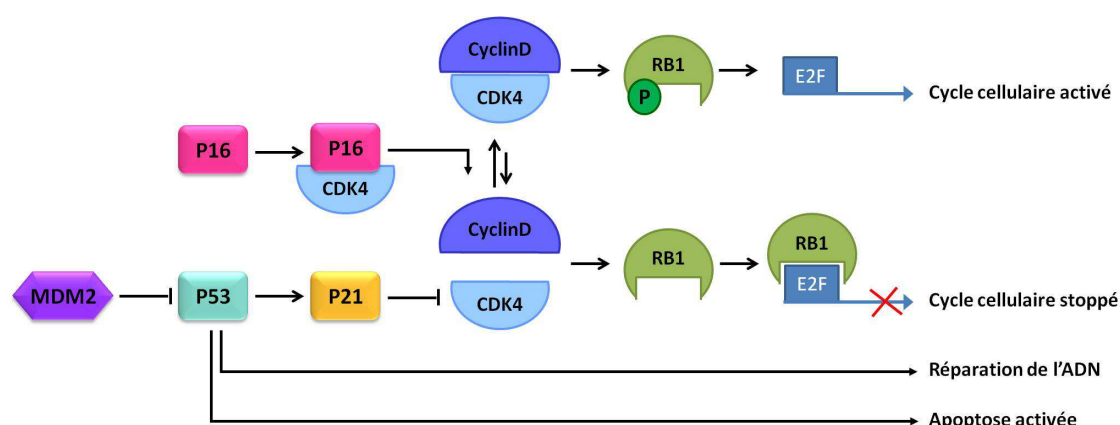 CyclinD
CDK4
RB1
P
E2F
Cycle cellulaire activé
P16
P16
CDK4
CyclinD
CDK4
RB1
RB1
E2F
Cycle cellulaire stoppé
MDM2
P53
P21
Réparation de l'ADN
Apoptose activée